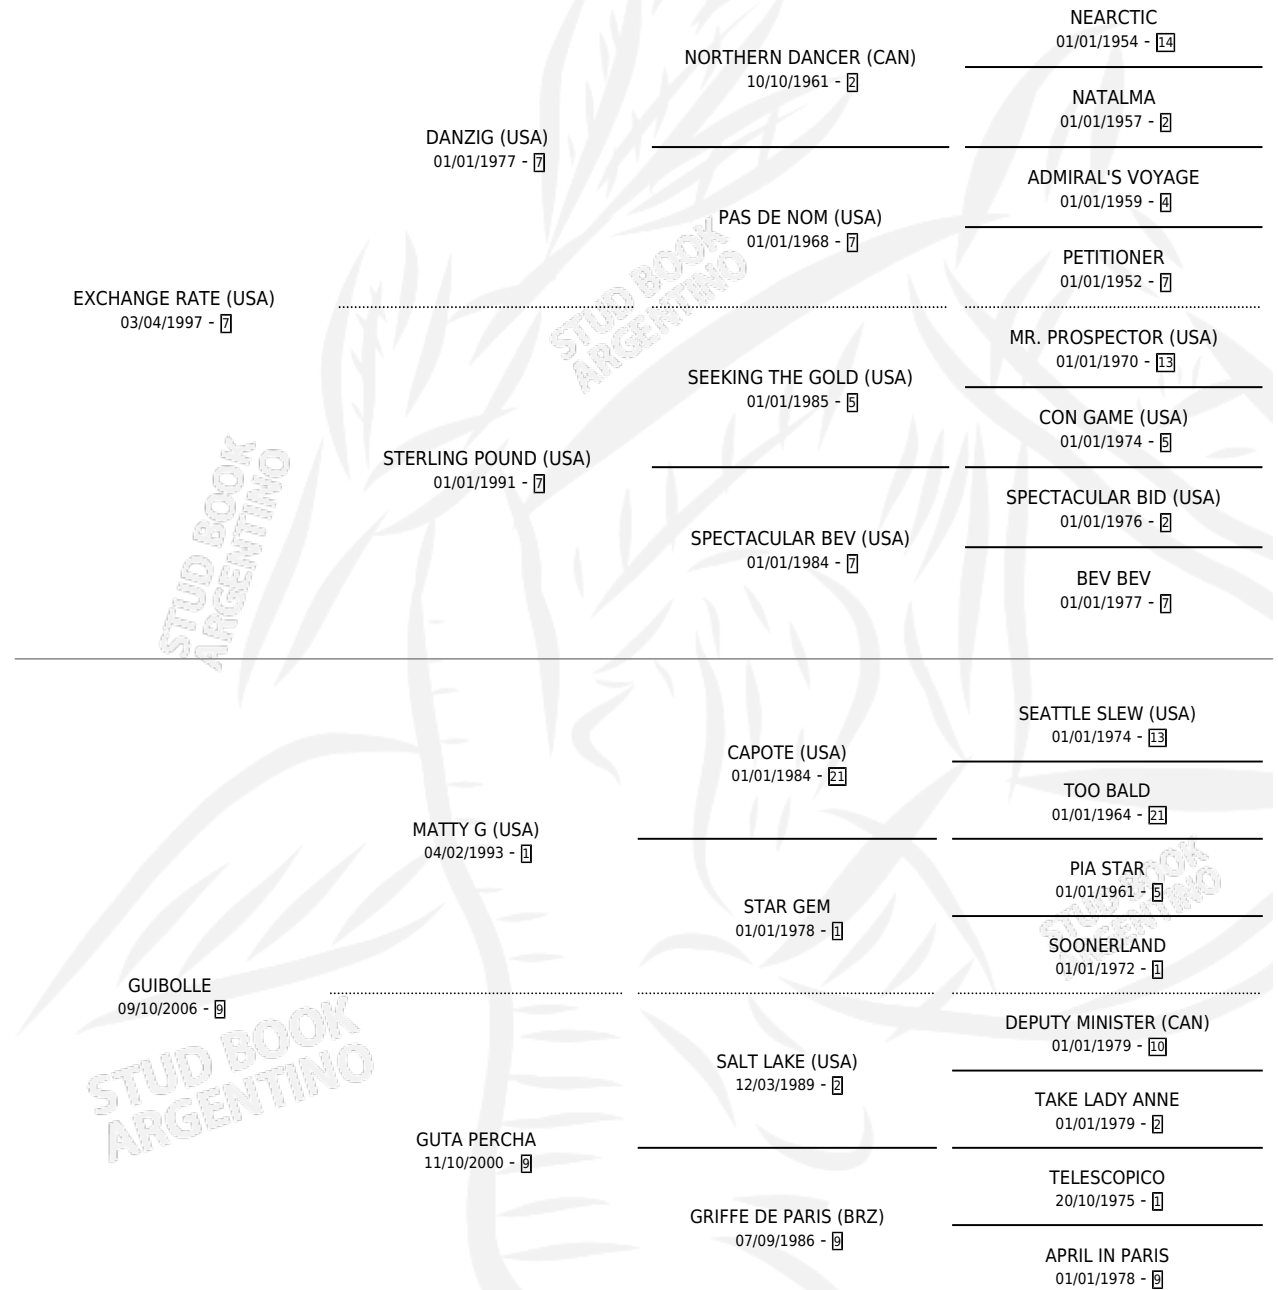 NEARCTIC
01/01/1954 - 14
NORTHERN DANCER (CAN)
10/10/1961 - 2
NATALMA
01/01/1957 - 2
DANZIG (USA)
01/01/1977 - 7
ADMIRAL'S VOYAGE
01/01/1959 - 4
PAS DE NOM (USA)
01/01/1968 - 7
PETITIONER
01/01/1952 - 7
EXCHANGE RATE (USA)
03/04/1997 - 7
STUD BOOK
ARGENTINO
MR. PROSPECTOR (USA)
01/01/1970 - 13
SEEKING THE GOLD (USA)
01/01/1985 - 5
CON GAME (USA)
01/01/1974 - 5
STERLING POUND (USA)
01/01/1991 - 7
SPECTACULAR BID (USA)
01/01/1976 - 2
SPECTACULAR BEV (USA)
01/01/1984 - 7
BEV BEV
01/01/1977 - 7
STUD BOOK
ARGENTINO
SEATTLE SLEW (USA)
01/01/1974 - 13
CAPOTE (USA)
01/01/1984 - 21
TOO BALD
01/01/1964 - 21
MATTY G (USA)
04/02/1993 - 1
PIA STAR
01/01/1961 - 5
STUD BOOK
ARGENTINO
STAR GEM
01/01/1978 - 1
SOONERLAND
01/01/1972 - 1
GUIBOLLE
09/10/2006 - 9
STUD BOOK
ARGENTINO
DEPUTY MINISTER (CAN)
01/01/1979 - 10
SALT LAKE (USA)
12/03/1989 - 2
TAKE LADY ANNE
01/01/1979 - 2
GUTA PERCHA
11/10/2000 - 9
TELESCOPICO
20/10/1975 - 1
GRIFFE DE PARIS (BRZ)
07/09/1986 - 9
APRIL IN PARIS
01/01/1978 - 9